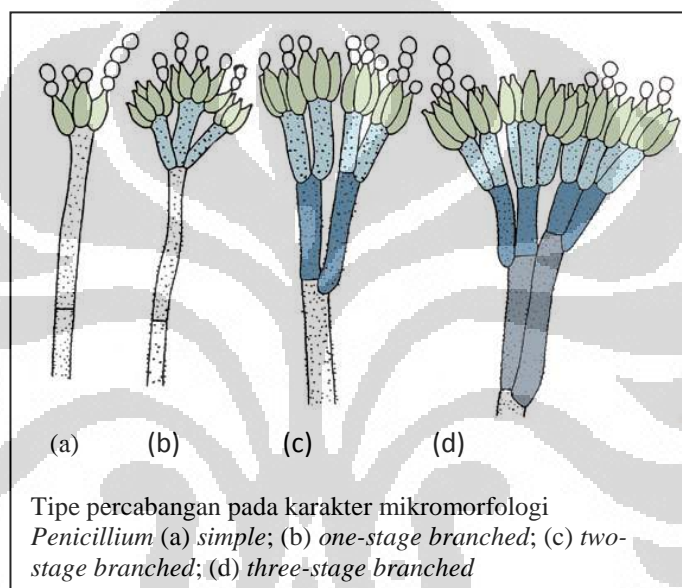 (a) (b) (c) (d)
Tipe percabangan pada karakter mikromorfologi
Penicillium (a) simple; (b) one-stage branched; (c) two-
stage branched; (d) three-stage branched